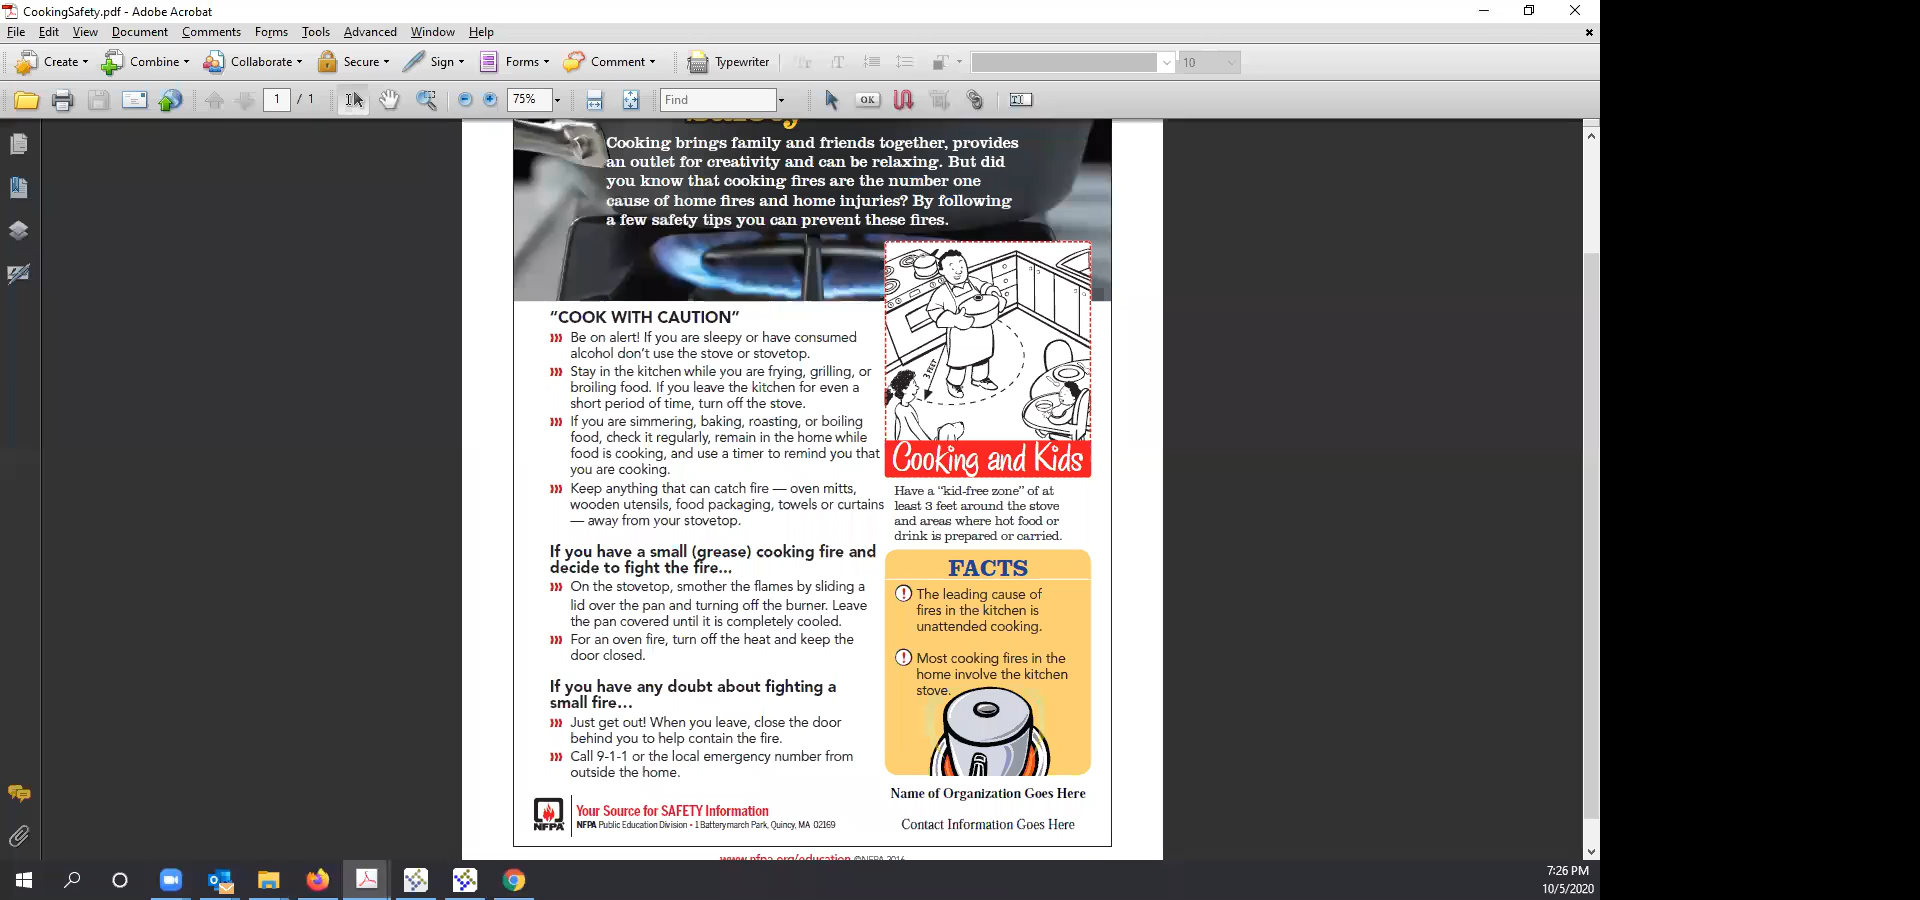 CookingSafety.pdf - Adobe Acrobat
File Edit View Document Comments Forms Tools Advanced Window Help
Create Combine Collaborate Secure Sign Forms Comment Typewriter 10
1 / 1 OK 75% Find
Cooking brings family and friends together, provides
an outlet for creativity and can be relaxing. But did
you know that cooking fires are the number one
cause of home fires and home injuries? By following
a few safety tips you can prevent these fires.
“COOK WITH CAUTION”
››› Be on alert! If you are sleepy or have consumed
alcohol don’t use the stove or stovetop.
››› Stay in the kitchen while you are frying, grilling, or
broiling food. If you leave the kitchen for even a
short period of time, turn off the stove.
››› If you are simmering, baking, roasting, or boiling
food, check it regularly, remain in the home while
food is cooking, and use a timer to remind you that
you are cooking.
››› Keep anything that can catch fire — oven mitts,
wooden utensils, food packaging, towels or curtains
— away from your stovetop.
If you have a small (grease) cooking fire and
decide to fight the fire...
››› On the stovetop, smother the flames by sliding a
lid over the pan and turning off the burner. Leave
the pan covered until it is completely cooled.
››› For an oven fire, turn off the heat and keep the
door closed.
If you have any doubt about fighting a
small fire…
››› Just get out! When you leave, close the door
behind you to help contain the fire.
››› Call 9-1-1 or the local emergency number from
outside the home.
3 FEET
Cooking and Kids
Have a “kid-free zone” of at
least 3 feet around the stove
and areas where hot food or
drink is prepared or carried.
FACTS
! The leading cause of
fires in the kitchen is
unattended cooking.
! Most cooking fires in the
home involve the kitchen
stove.
Name of Organization Goes Here
Contact Information Goes Here
NFPA
Your Source for SAFETY Information
NFPA Public Education Division • 1 Batterymarch Park, Quincy, MA 02169
www.nfpa.org/education ©NFPA 2016
7:26 PM
10/5/2020